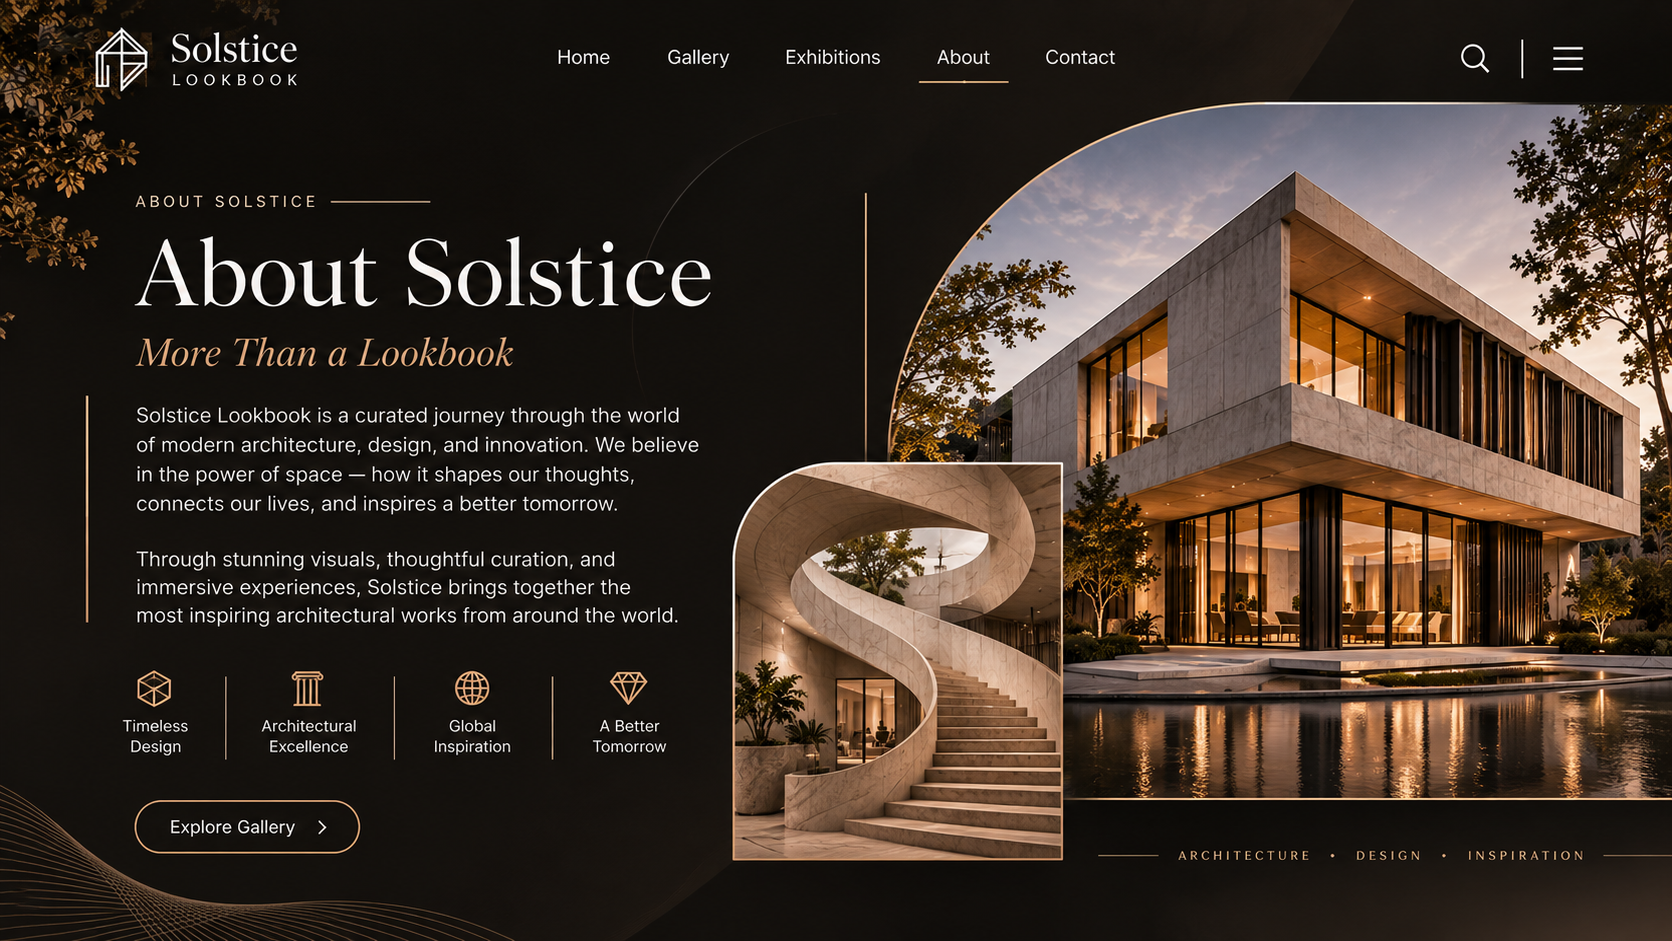 Solstice
LOOKBOOK
Home
Gallery
Exhibitions
About
Contact
ABOUT SOLSTICE
About Solstice
More Than a Lookbook
Solstice Lookbook is a curated journey through the world
of modern architecture, design, and innovation. We believe
in the power of space — how it shapes our thoughts,
connects our lives, and inspires a better tomorrow.
Through stunning visuals, thoughtful curation, and
immersive experiences, Solstice brings together the
most inspiring architectural works from around the world.
Timeless
Design
Architectural
Excellence
Global
Inspiration
A Better
Tomorrow
Explore Gallery
ARCHITECTURE • DESIGN • INSPIRATION